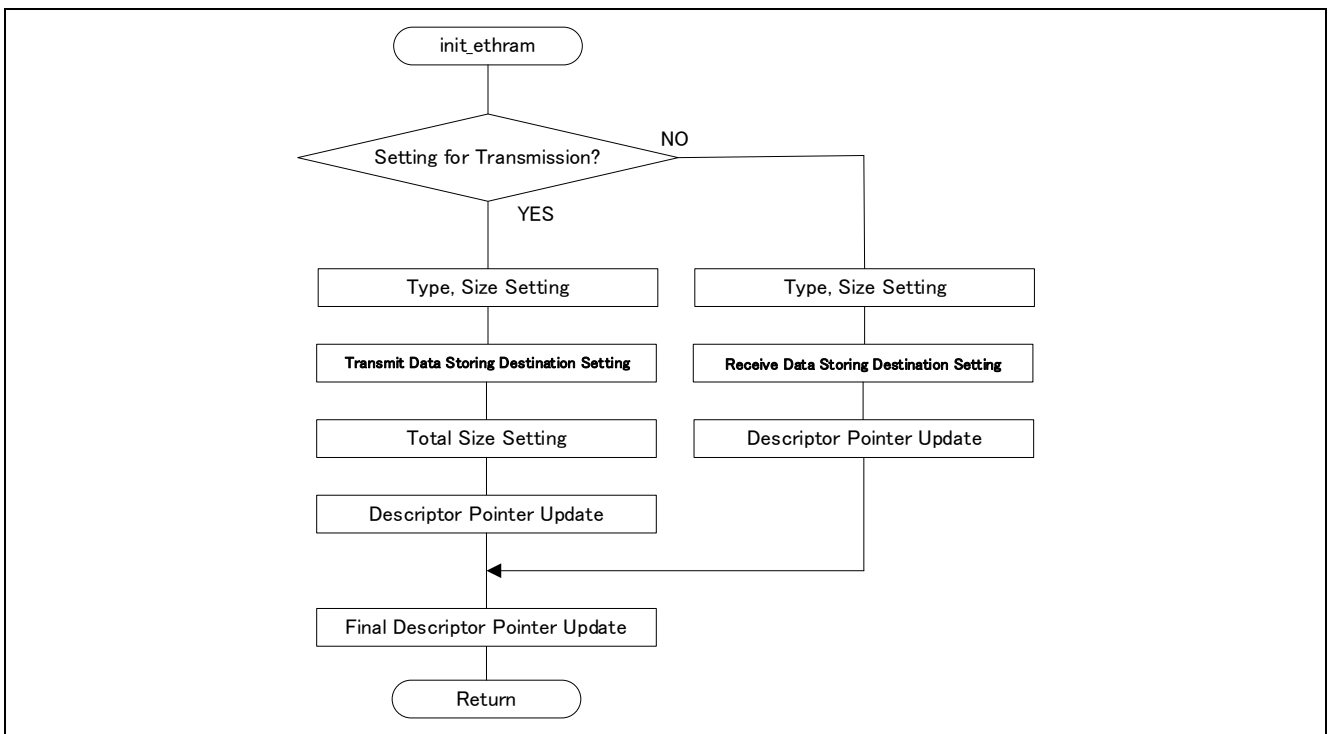 init_ethram
Setting for Transmission?
NO
YES
Type, Size Setting
Type, Size Setting
Transmit Data Storing Destination Setting
Receive Data Storing Destination Setting
Total Size Setting
Descriptor Pointer Update
Descriptor Pointer Update
Final Descriptor Pointer Update
Return